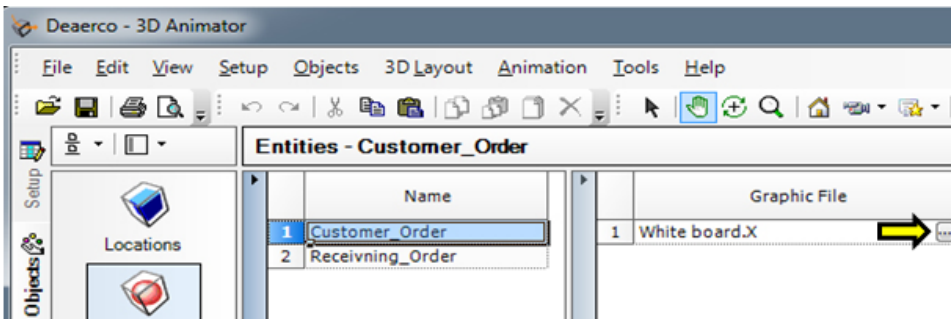 Deaerco - 3D Animator
File Edit View Setup Objects 3D Layout Animation Tools Help
Setup
Entities - Customer_Order
Name
Graphic File
1 Customer_Order
1 White board.X
...
2 Receivning_Order
Locations
Objects